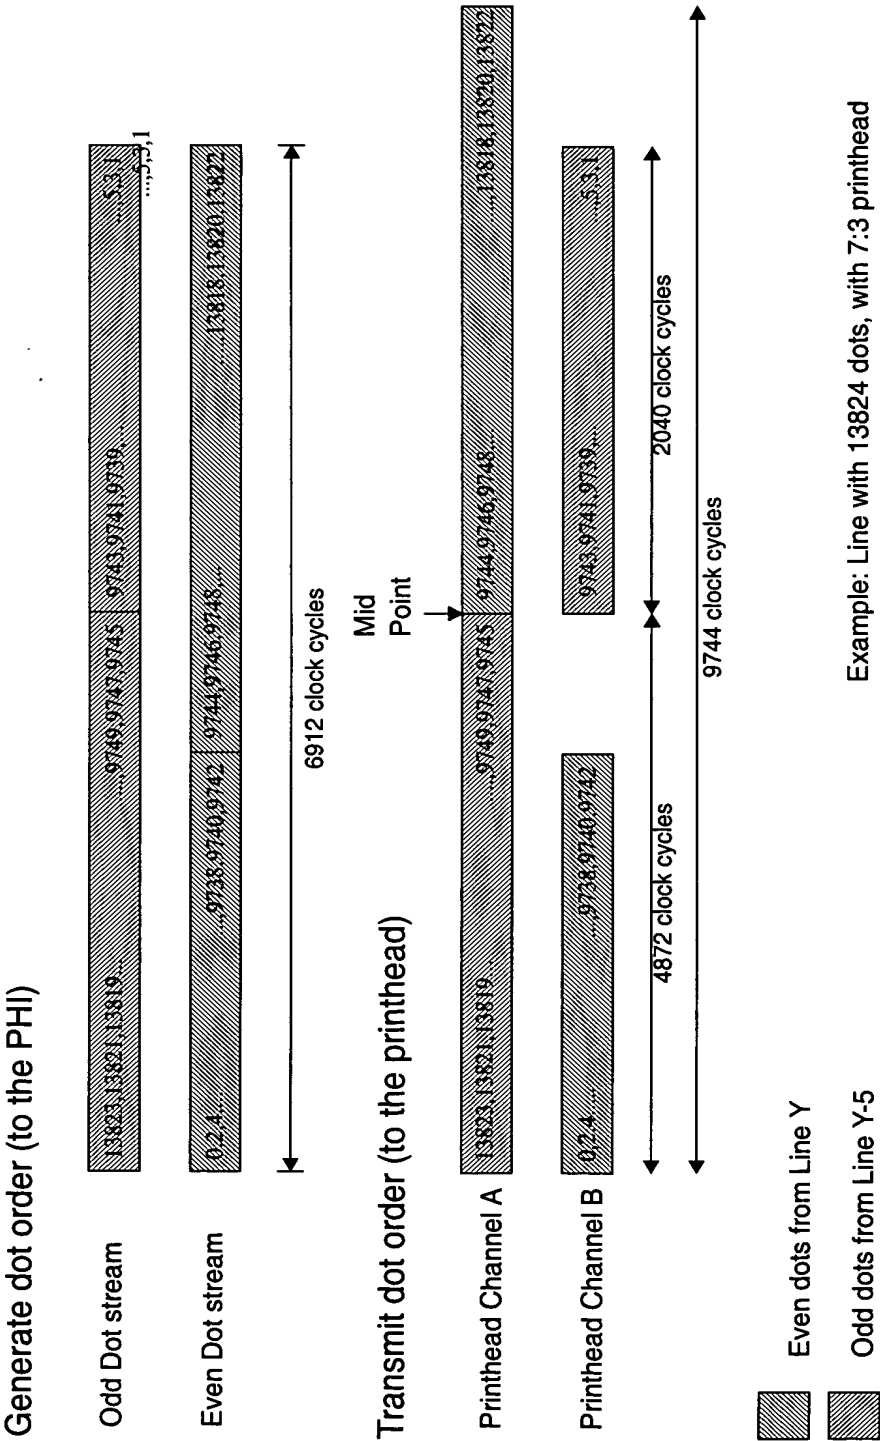 Generate dot order (to the PHI)
Odd Dot stream
13823,13821,13819...
...,9749,9747,9745
9743,9741,9739,...
...,5,3,1
...,5,3,1
Even Dot stream
0,2,4.....
...,9738,9740,9742
9744,9746,9748,...
...,13818,13820,13822
6912 clock cycles
Transmit dot order (to the printhead)
Mid
Point
Printhead Channel A
13823,13821,13819...
...,9749,9747,9745
9744,9746,9748,...
...,13818,13820,13822
Printhead Channel B
0,2,4.....
...,9738,9740,9742
9743,9741,9739,...
...,5,3,1
4872 clock cycles
2040 clock cycles
9744 clock cycles
Even dots from Line Y
Odd dots from Line Y-5
Example: Line with 13824 dots, with 7:3 printhead